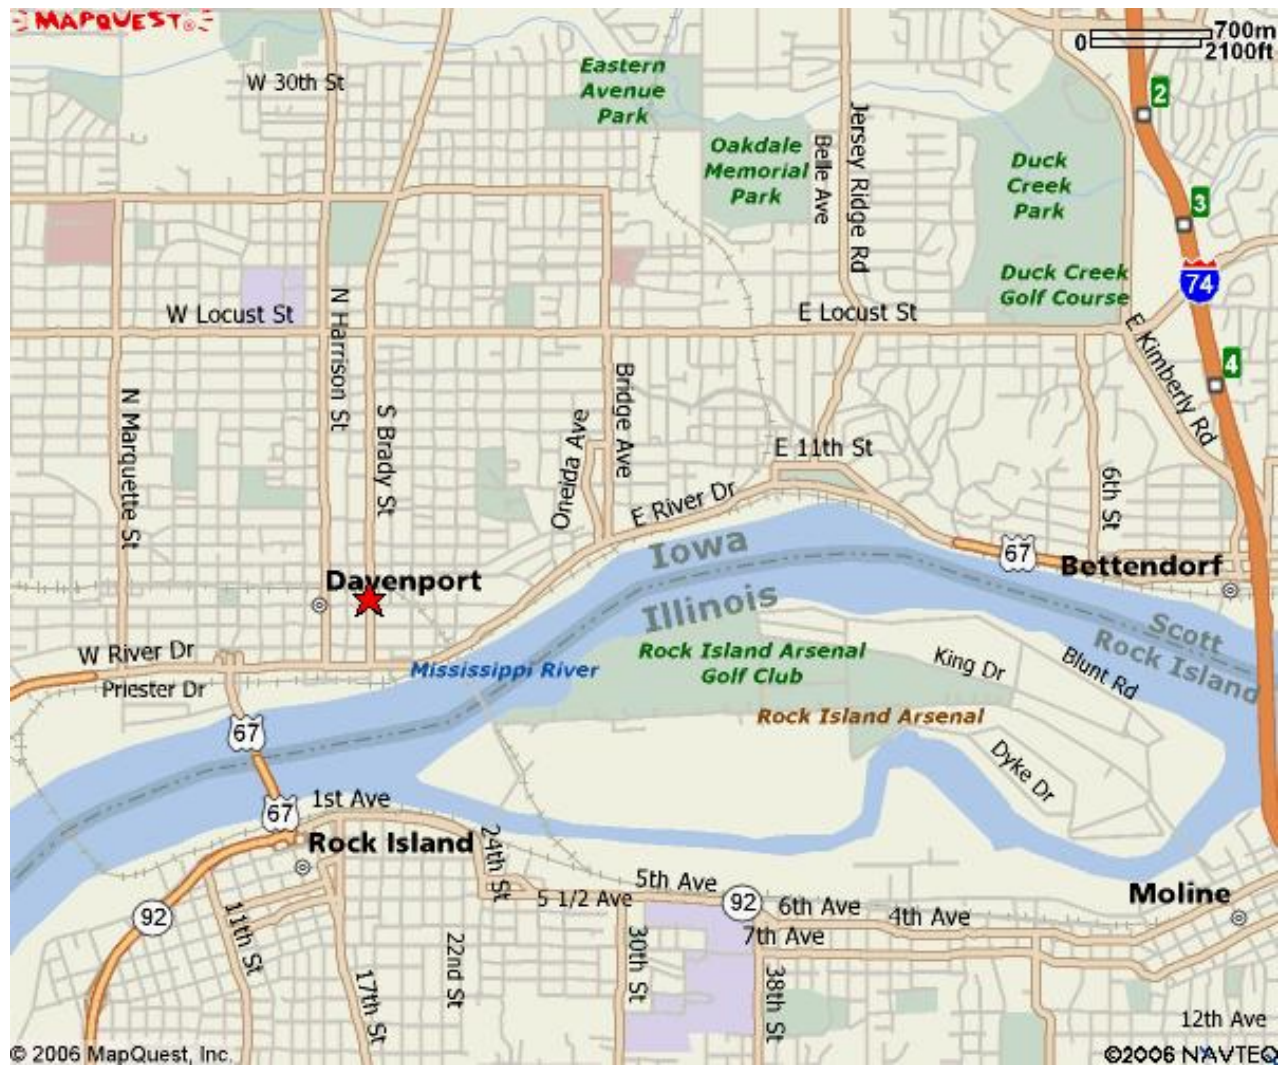 MAPQUEST
700m
0
2100ft
W 30th St
Eastern
Avenue
Park
2
Oakdale
Memorial
Park
Belle Ave
Jersey Ridge Rd
Duck
Creek
Park
3
Duck Creek
Golf Course
74
W Locust St
N Harrison St
E Locust St
E Kimberly Rd
4
N Marquette St
S Brady St
Bridge Ave
Oneida Ave
E 11th St
6th St
E River Dr
Iowa
67
Bettendorf
Davenport
Illinois
Scott
Rock Island
W River Dr
Priester Dr
Mississippi River
Rock Island Arsenal
Golf Club
King Dr
Blunt Rd
Rock Island Arsenal
67
Dyke Dr
67
1st Ave
Rock Island
24th St
5th Ave
5 1/2 Ave
92
6th Ave
4th Ave
Moline
92
11th St
7th Ave
22nd St
30th St
38th St
17th St
12th Ave
© 2006 MapQuest, Inc.
©2006 NAVTEQ